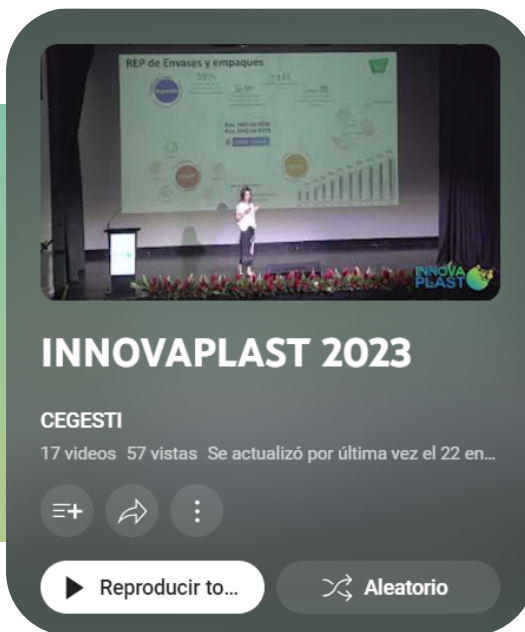 REP de Envases y empaques
INNOVA
PLAST
INNOVAPLAST 2023
CEGESTI
17 videos 57 vistas Se actualizó por última vez el 22 en...
Reproducir to...
Aleatorio